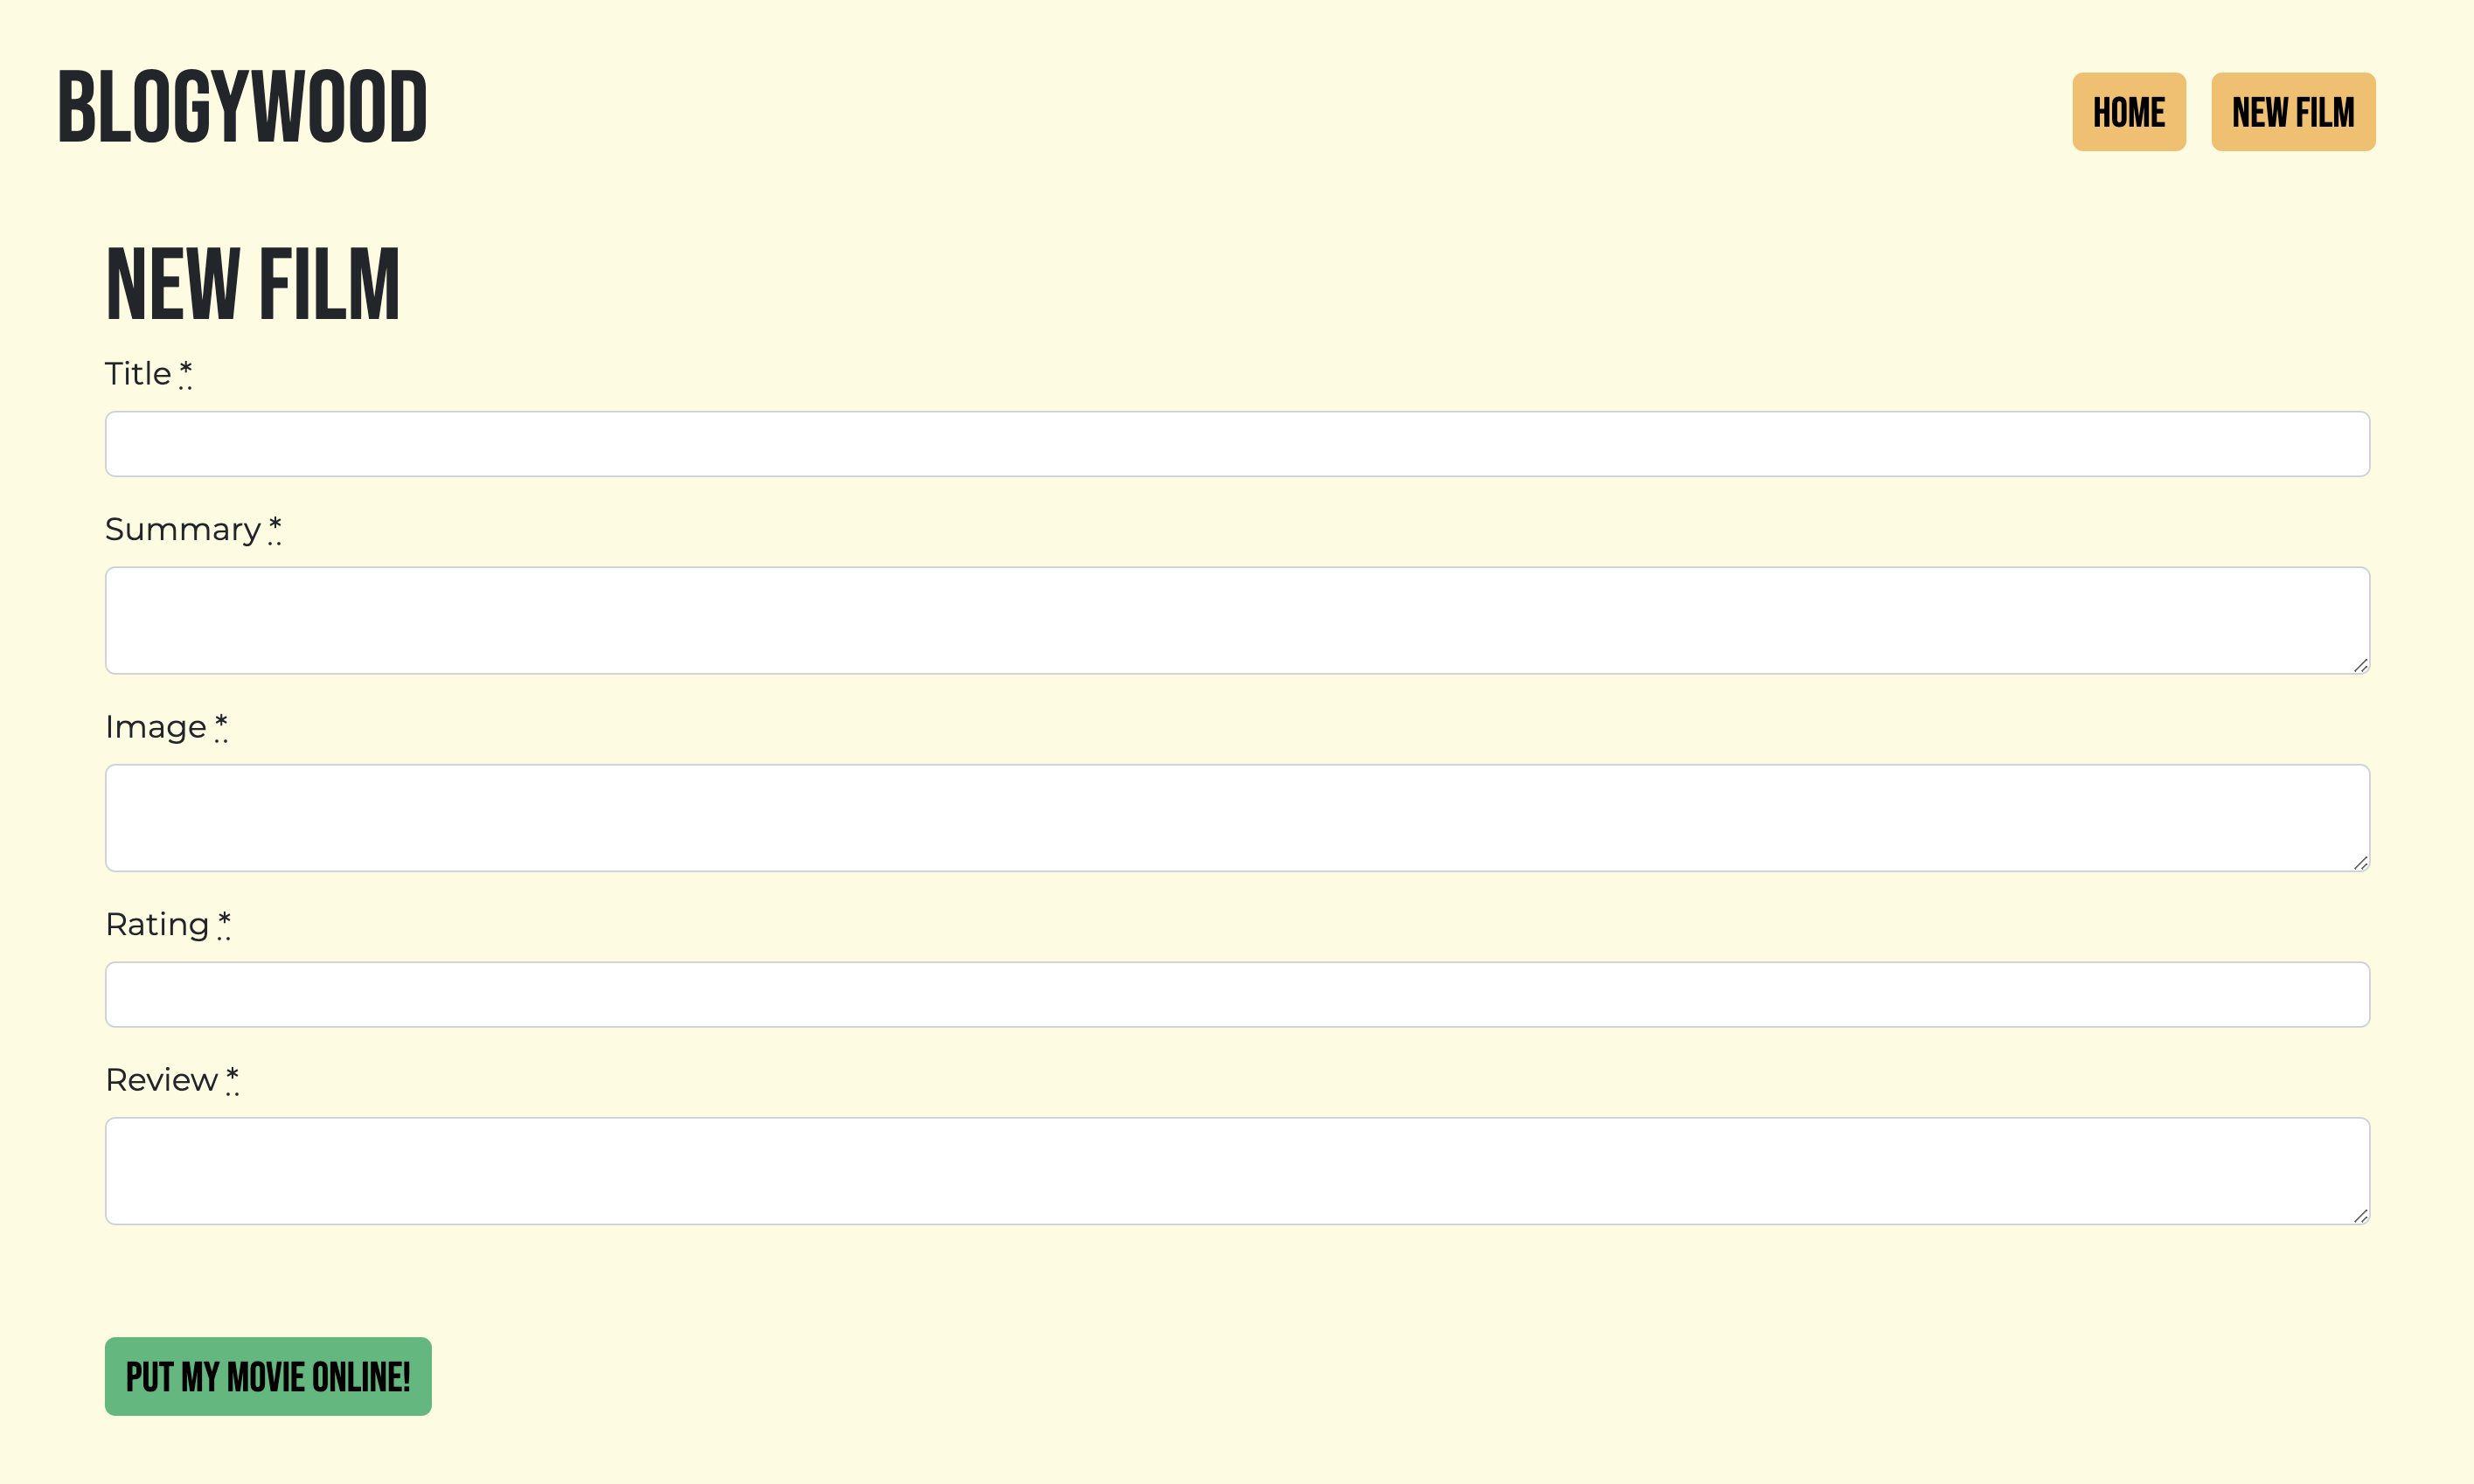 BLOGYWOOD
HOME
NEW FILM
NEW FILM
Title *
Summary *
Image *
Rating *
Review *
PUT MY MOVIE ONLINE!